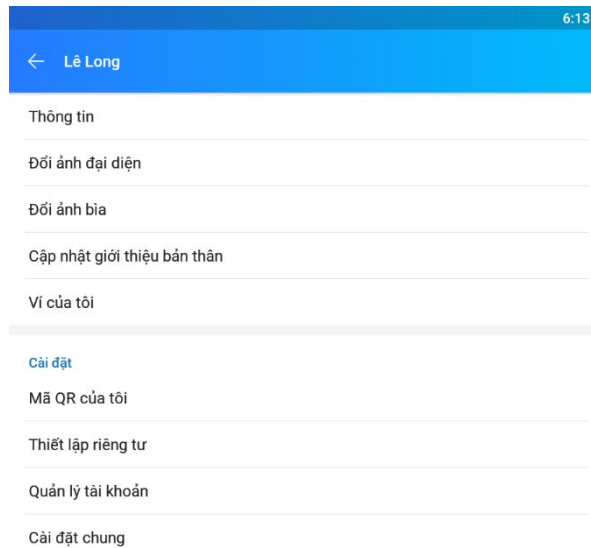 6:13
Lê Long
Thông tin
Đổi ảnh đại diện
Đổi ảnh bìa
Cập nhật giới thiệu bản thân
Ví của tôi
Cài đặt
Mã QR của tôi
Thiết lập riêng tư
Quản lý tài khoản
Cài đặt chung